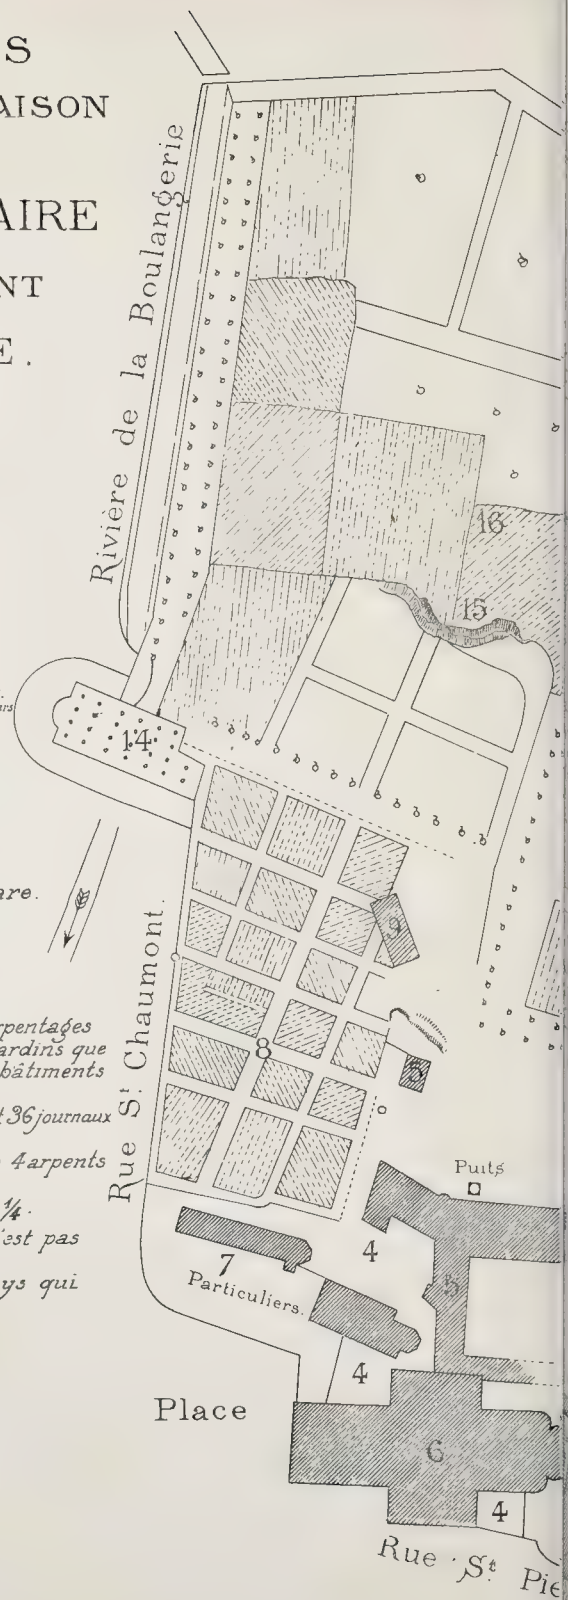 S
AISON
AIRE
NT
E.
Rivière de la Boulangerie
16
15
14
are.
rpentages
ardins que
bâtiments
t 36 journaux
4 arpents
1/4.
est pas
ys qui
Rue St. Chaumont.
9
8
5
Puits
4
7
Particuliers.
5
4
Place
6
4
Rue St. Pie